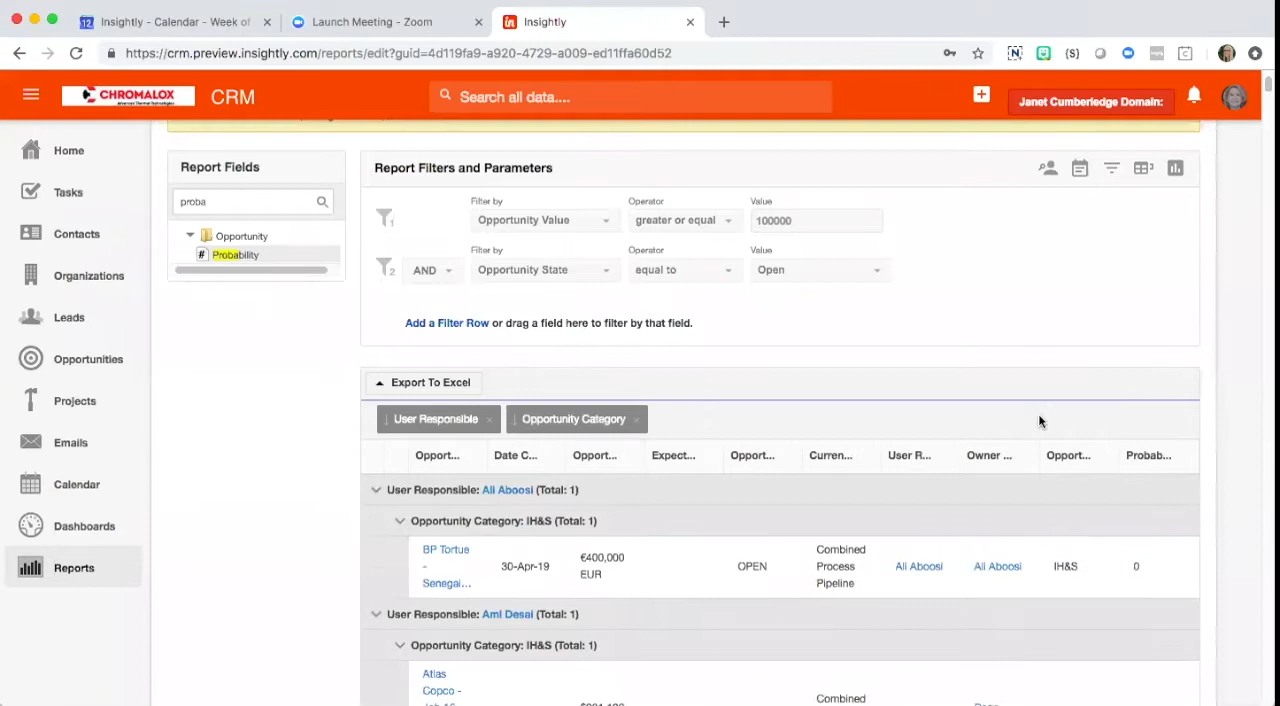 Insightly - Calendar - Week of
Launch Meeting - Zoom
Insightly
https://crm.preview.insightly.com/reports/edit?guid=4d119fa9-a920-4729-a009-ed11ffa60d52
CHROMALOX
Advanced Thermal Technologies
CRM
Search all data....
Janet Cumberledge Domain:
Home
Tasks
Contacts
Organizations
Leads
Opportunities
Projects
Emails
Calendar
Dashboards
Reports
Report Fields
proba
Opportunity
# Probability
Report Filters and Parameters
Filter by Operator Value
1 Opportunity Value greater or equal 100000
Filter by Operator Value
2 AND Opportunity State equal to Open
Add a Filter Row or drag a field here to filter by that field.
Export To Excel
User Responsible × Opportunity Category ×
Opport... Date C... Opport... Expect... Opport... Curren... User R... Owner ... Opport... Probab...
User Responsible: Ali Aboosi (Total: 1)
Opportunity Category: IH&S (Total: 1)
BP Tortue - Senegal... 30-Apr-19 €400,000 EUR OPEN Combined Process Pipeline Ali Aboosi Ali Aboosi IH&S 0
User Responsible: Ami Desai (Total: 1)
Opportunity Category: IH&S (Total: 1)
Atlas Copco - Combined